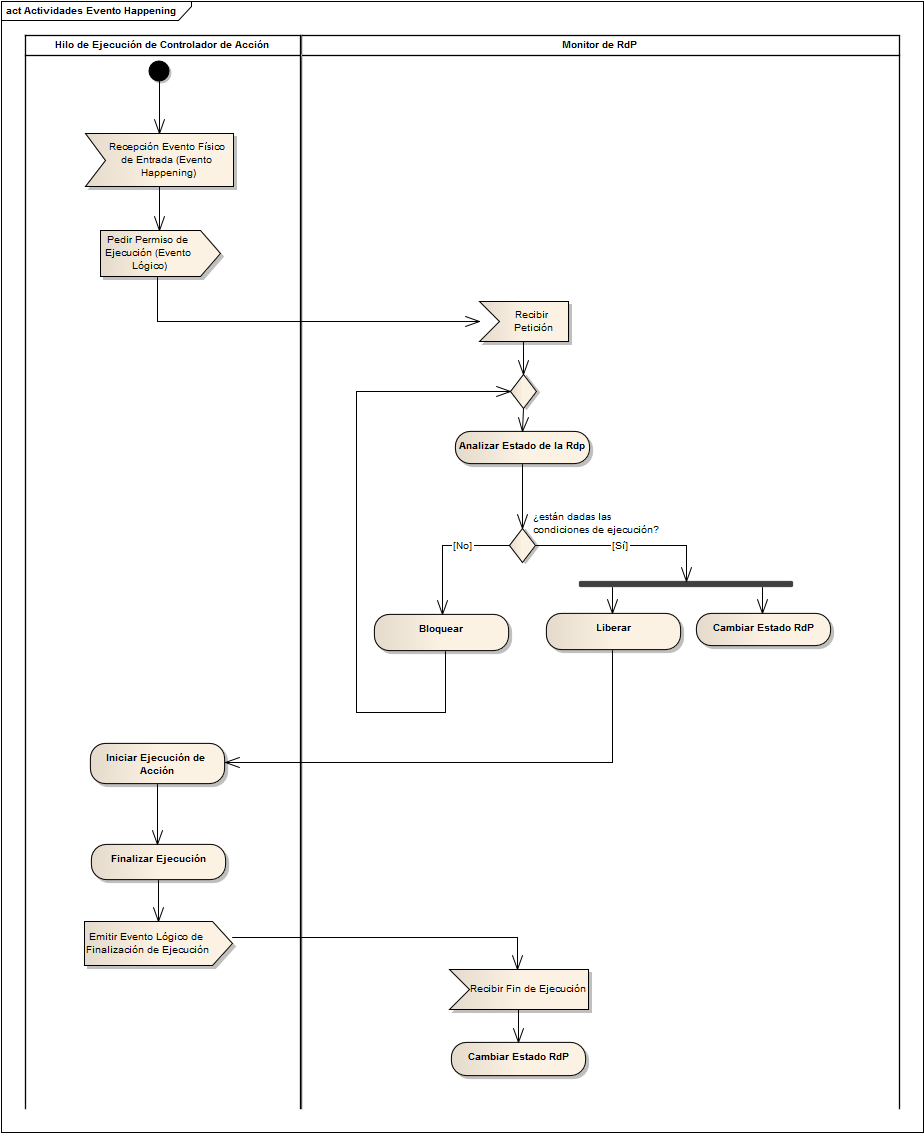 act Actividades Evento Happening
Hilo de Ejecución de Controlador de Acción
Monitor de RdP
Recepción Evento Físico
de Entrada (Evento
Happening)
Pedir Permiso de
Ejecución (Evento
Lógico)
Recibir
Petición
Analizar Estado de la Rdp
¿están dadas las
condiciones de ejecución?
[No]
[Sí]
Bloquear
Liberar
Cambiar Estado RdP
Iniciar Ejecución de
Acción
Finalizar Ejecución
Emitir Evento Lógico de
Finalización de Ejecución
Recibir Fin de Ejecución
Cambiar Estado RdP